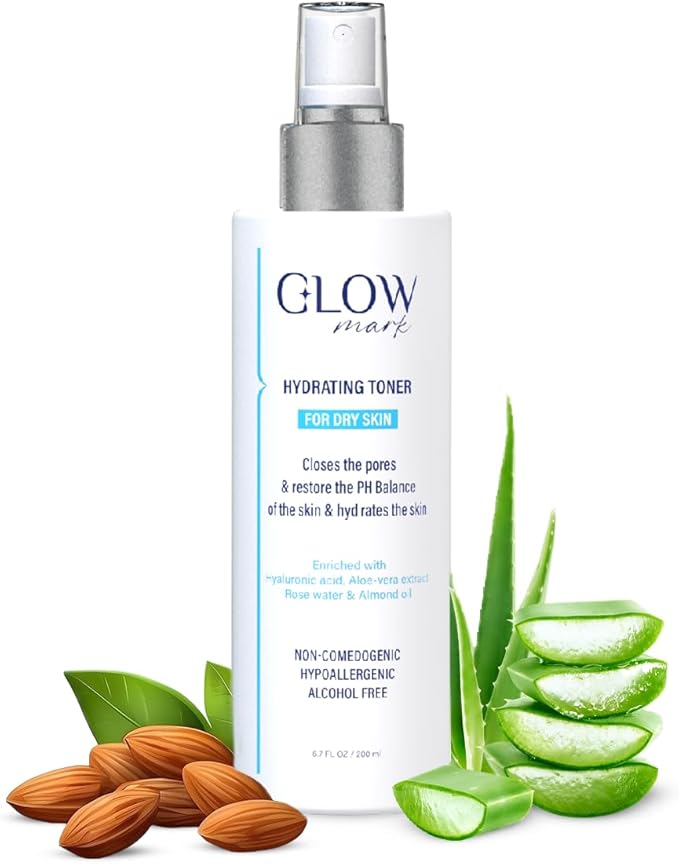 GLOW
mark
HYDRATING TONER
FOR DRY SKIN
Closes the pores
& restore the PH Balance
of the skin & hydrates the skin
Enriched with
Hyaluronic acid, Aloe-vera extract
Rose water & Almond oil
NON-COMEDOGENIC
HYPOALLERGENIC
ALCOHOL FREE
6.7 FL OZ / 200 ml